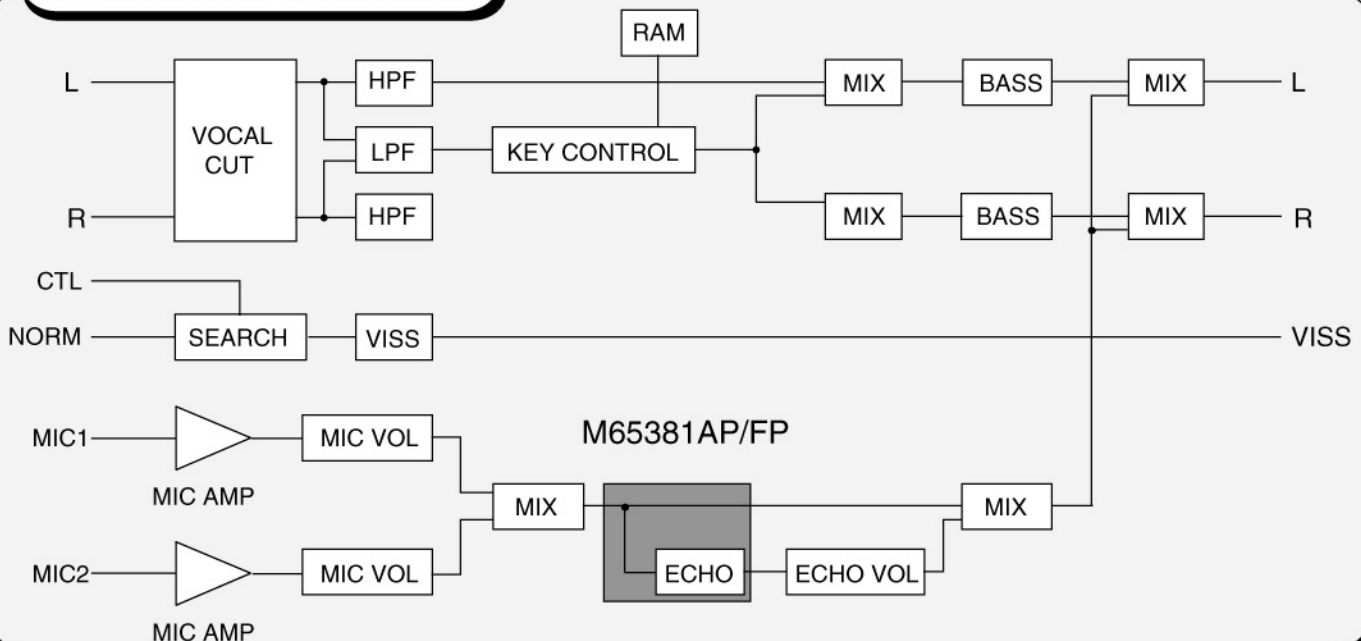 RAM
L
VOCAL
CUT
HPF
MIX
BASS
MIX
L
LPF
KEY CONTROL
R
HPF
MIX
BASS
MIX
R
CTL
NORM
SEARCH
VISS
VISS
MIC1
MIC VOL
M65381AP/FP
MIC AMP
MIX
MIX
MIC2
MIC VOL
ECHO
ECHO VOL
MIC AMP